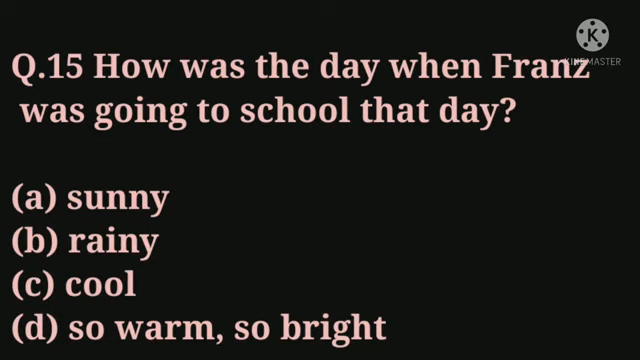 K
KINEMASTER
Q.15 How was the day when Franz
was going to school that day?
(a) sunny
(b) rainy
(c) cool
(d) so warm, so bright